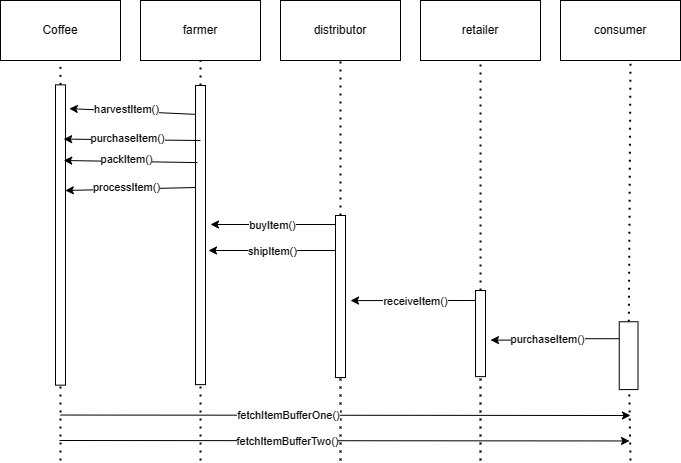 Coffee
farmer
distributor
retailer
consumer
harvestItem()
purchaseItem()
packItem()
processItem()
buyItem()
shipItem()
receiveItem()
purchaseItem()
fetchItemBufferOne()
fetchItemBufferTwo()